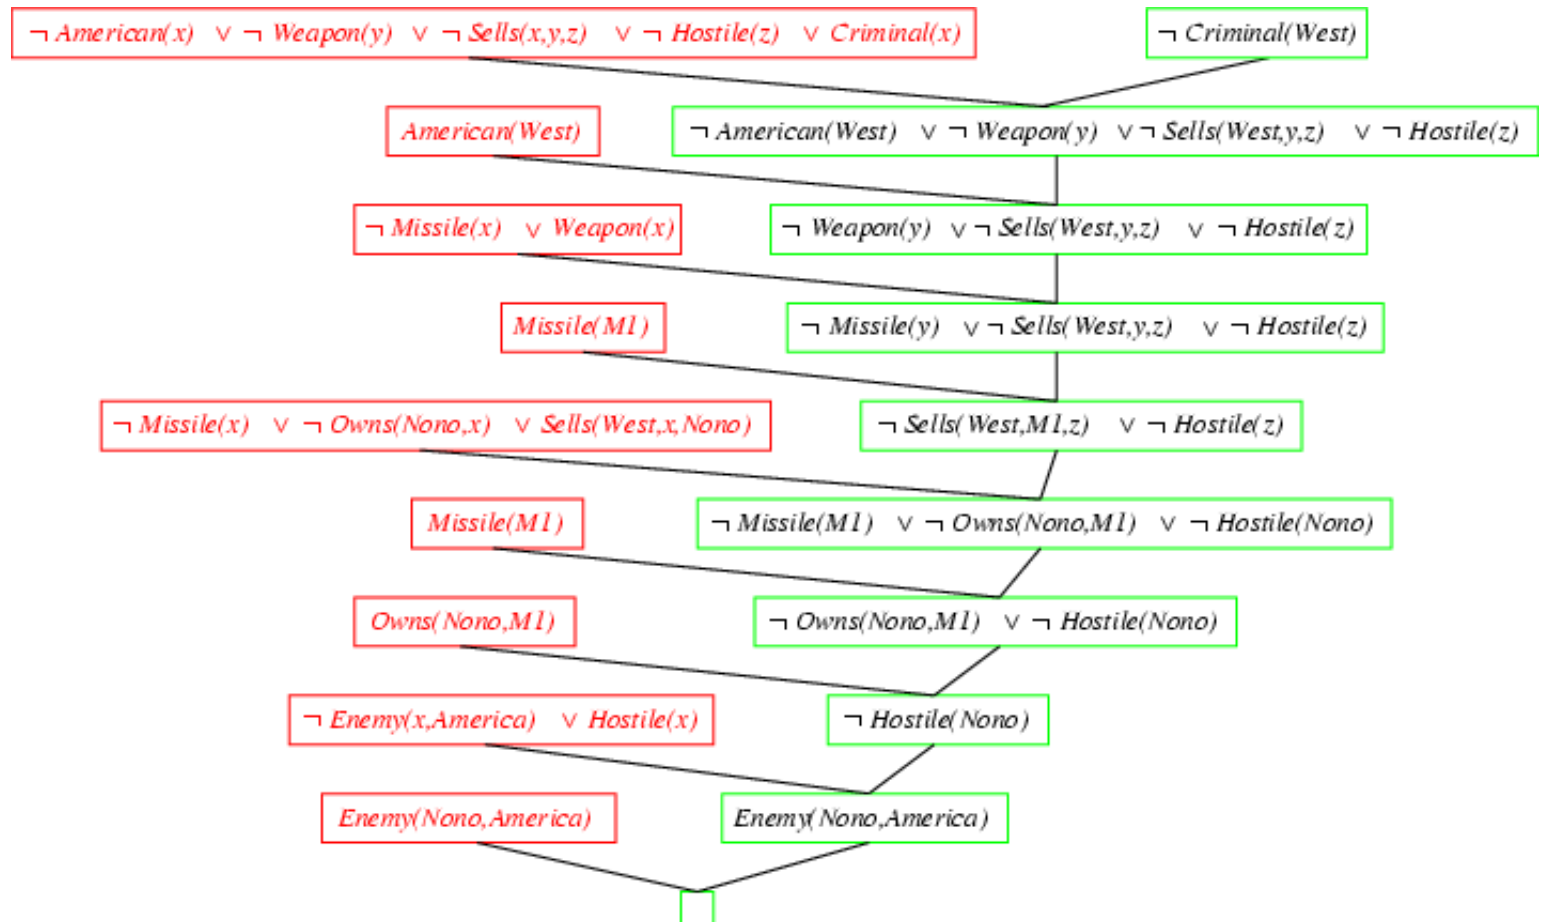 ¬ American(x) ∨ ¬ Weapon(y) ∨ ¬ Sells(x,y,z) ∨ ¬ Hostile(z) ∨ Criminal(x)
¬ Criminal(West)
American(West)
¬ American(West) ∨ ¬ Weapon(y) ∨ ¬ Sells(West,y,z) ∨ ¬ Hostile(z)
¬ Missile(x) ∨ Weapon(x)
¬ Weapon(y) ∨ ¬ Sells(West,y,z) ∨ ¬ Hostile(z)
Missile(M1)
¬ Missile(y) ∨ ¬ Sells(West,y,z) ∨ ¬ Hostile(z)
¬ Missile(x) ∨ ¬ Owns(Nono,x) ∨ Sells(West,x,Nono)
¬ Sells(West,M1,z) ∨ ¬ Hostile(z)
Missile(M1)
¬ Missile(M1) ∨ ¬ Owns(Nono,M1) ∨ ¬ Hostile(Nono)
Owns(Nono,M1)
¬ Owns(Nono,M1) ∨ ¬ Hostile(Nono)
¬ Enemy(x,America) ∨ Hostile(x)
¬ Hostile(Nono)
Enemy(Nono,America)
Enemy(Nono,America)